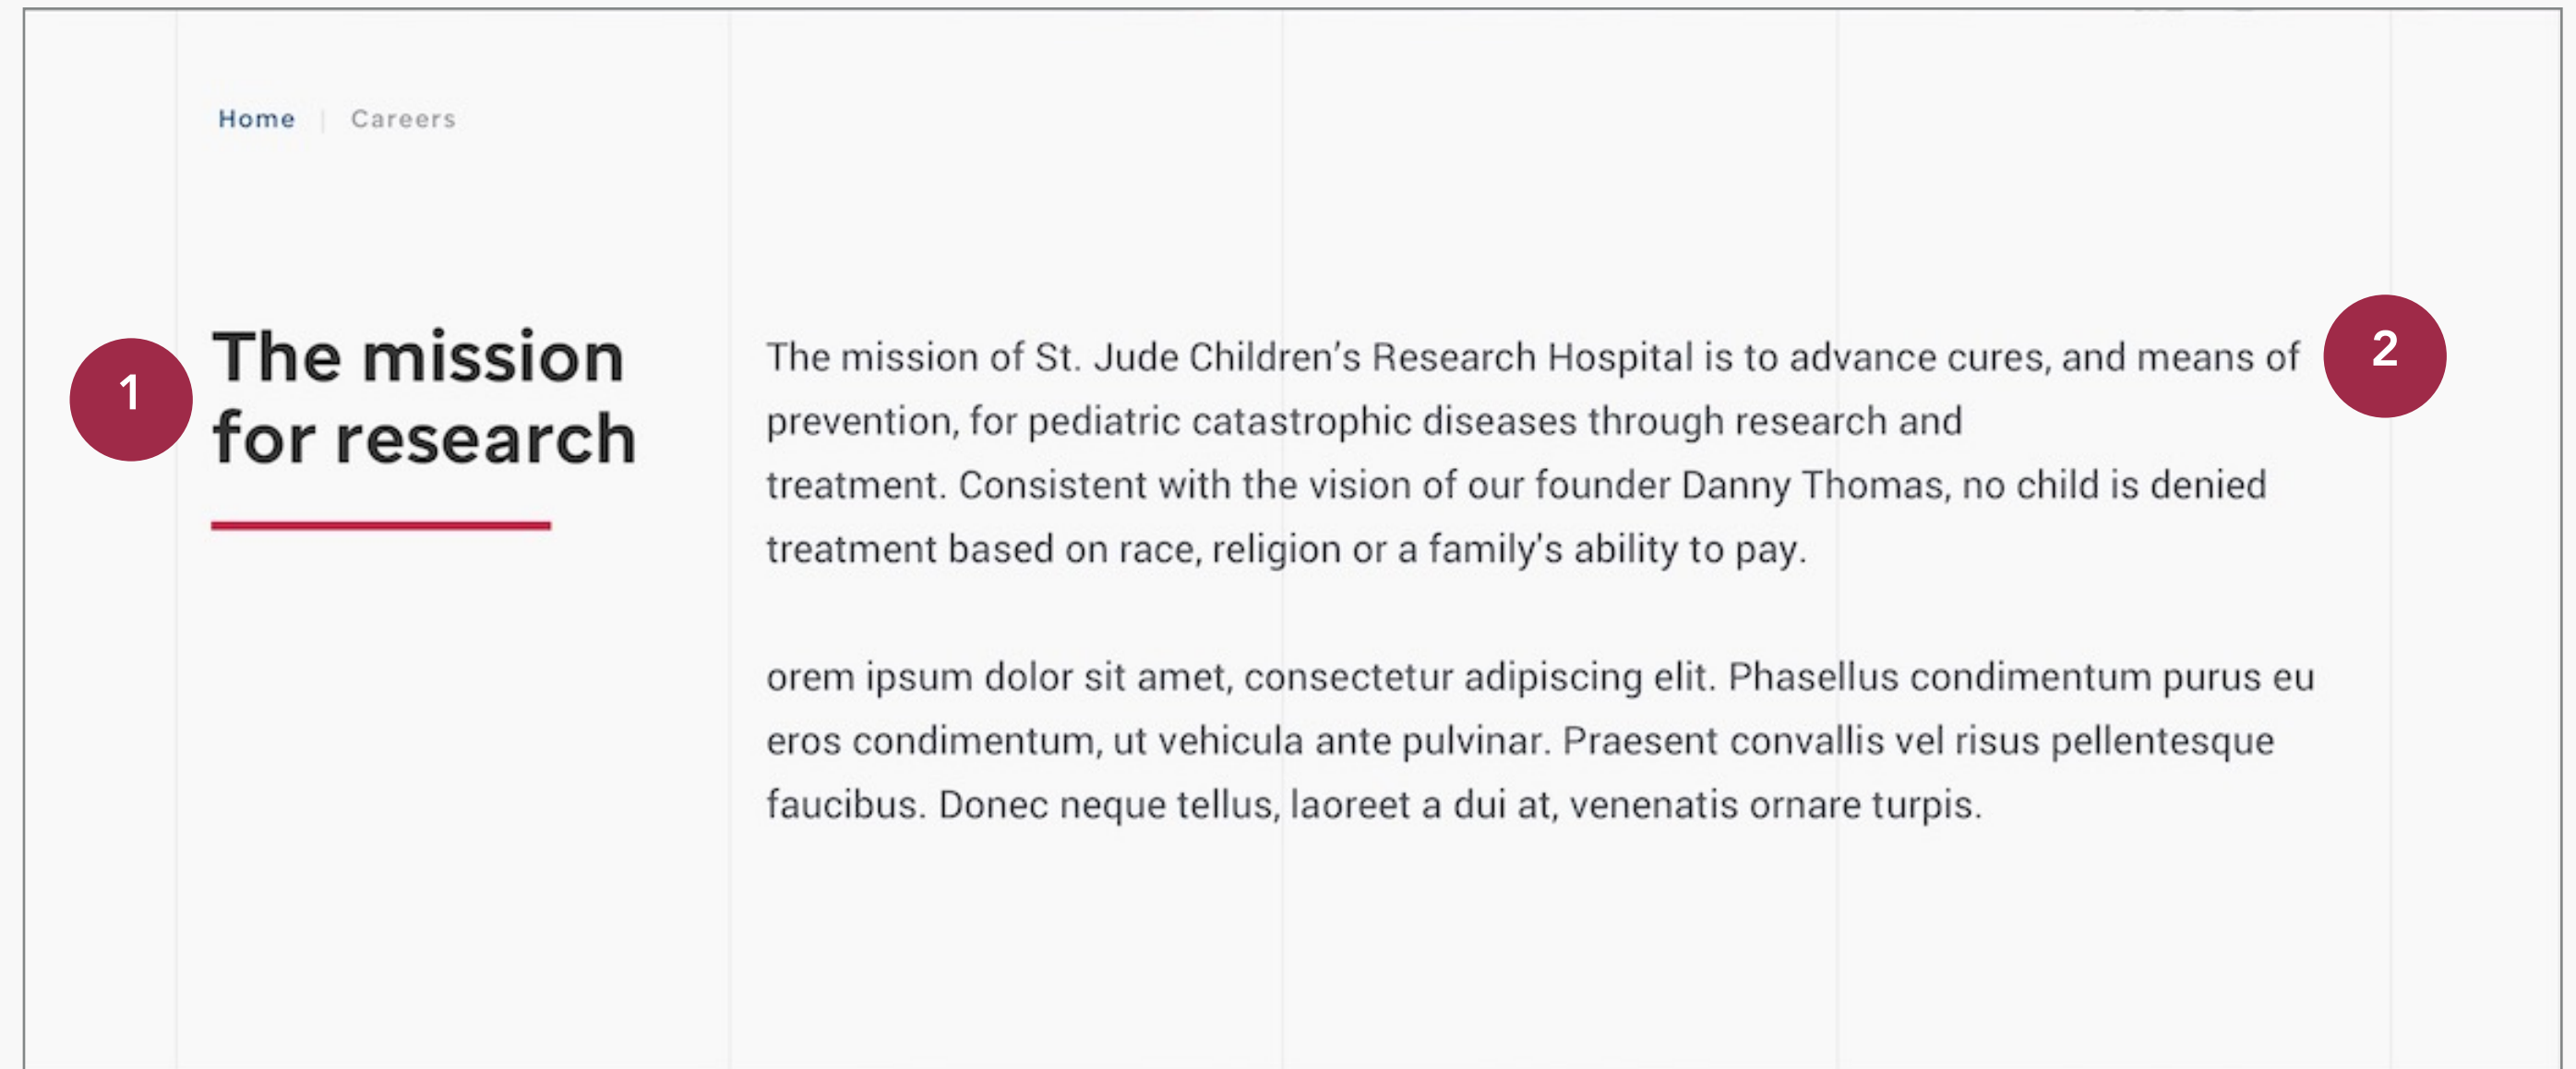 Home | Careers
1
The mission
for research
The mission of St. Jude Children’s Research Hospital is to advance cures, and means of
prevention, for pediatric catastrophic diseases through research and
treatment. Consistent with the vision of our founder Danny Thomas, no child is denied
treatment based on race, religion or a family's ability to pay.
orem ipsum dolor sit amet, consectetur adipiscing elit. Phasellus condimentum purus eu
eros condimentum, ut vehicula ante pulvinar. Praesent convallis vel risus pellentesque
faucibus. Donec neque tellus, laoreet a dui at, venenatis ornare turpis.
2